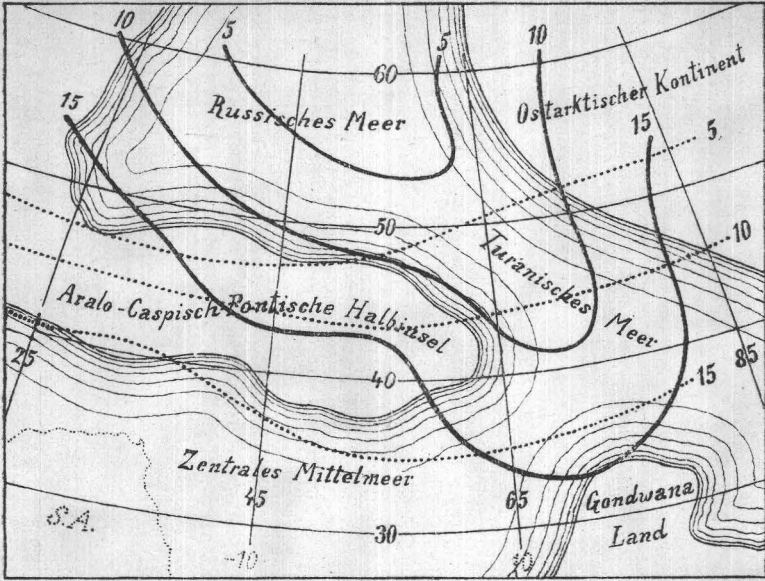 10
5
10
15
60
5
Russisches Meer
Ostarktischer Kontinent
15
5
50
10
Turanisches Meer
Aralo-Caspisch-Pontische Halbinsel
25
40
85
15
Zentrales Mittelmeer
45
65
Gondwana
Land
S.A.
30
-10